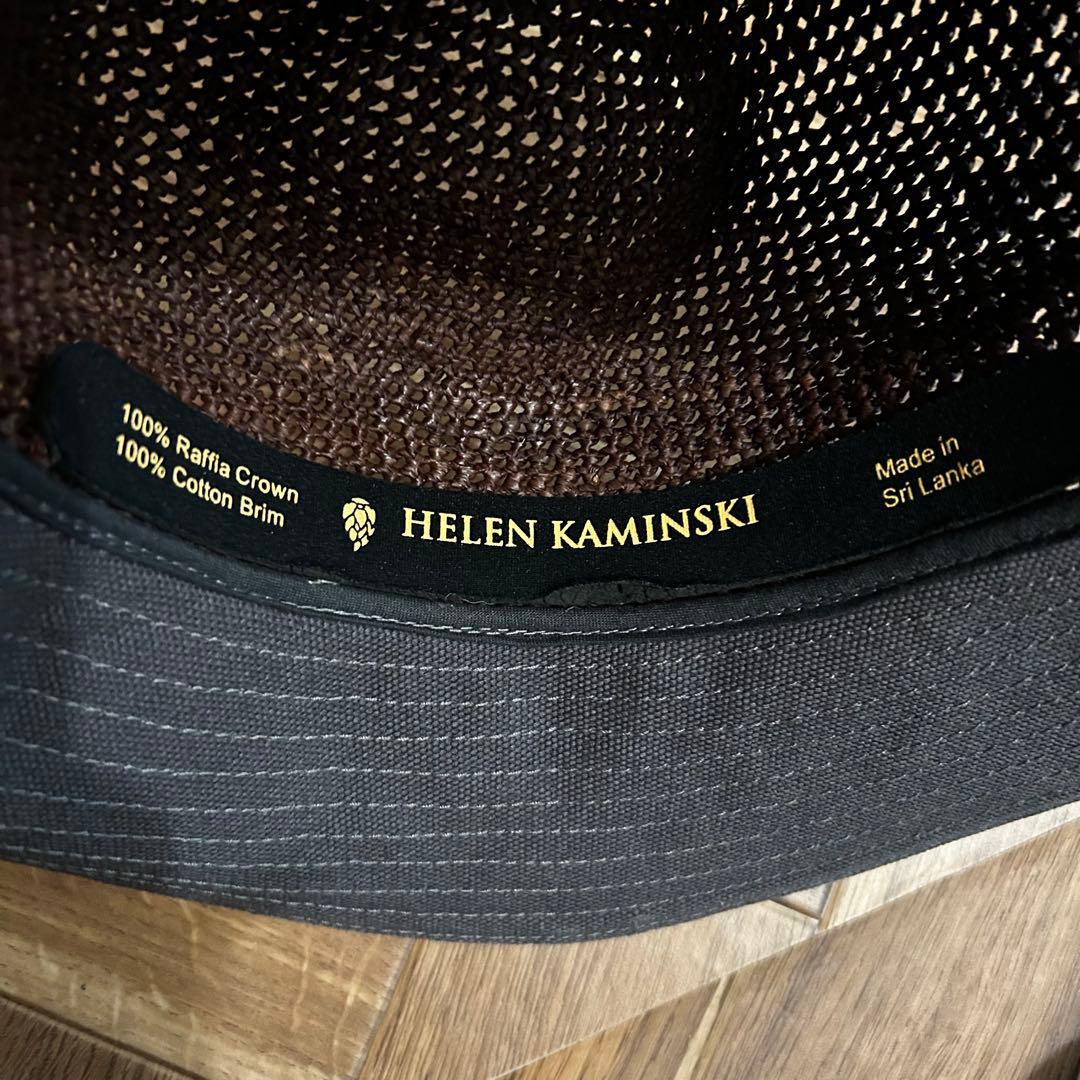 100% Raffia Crown
100% Cotton Brim
HELEN KAMINSKI
Made in
Sri Lanka